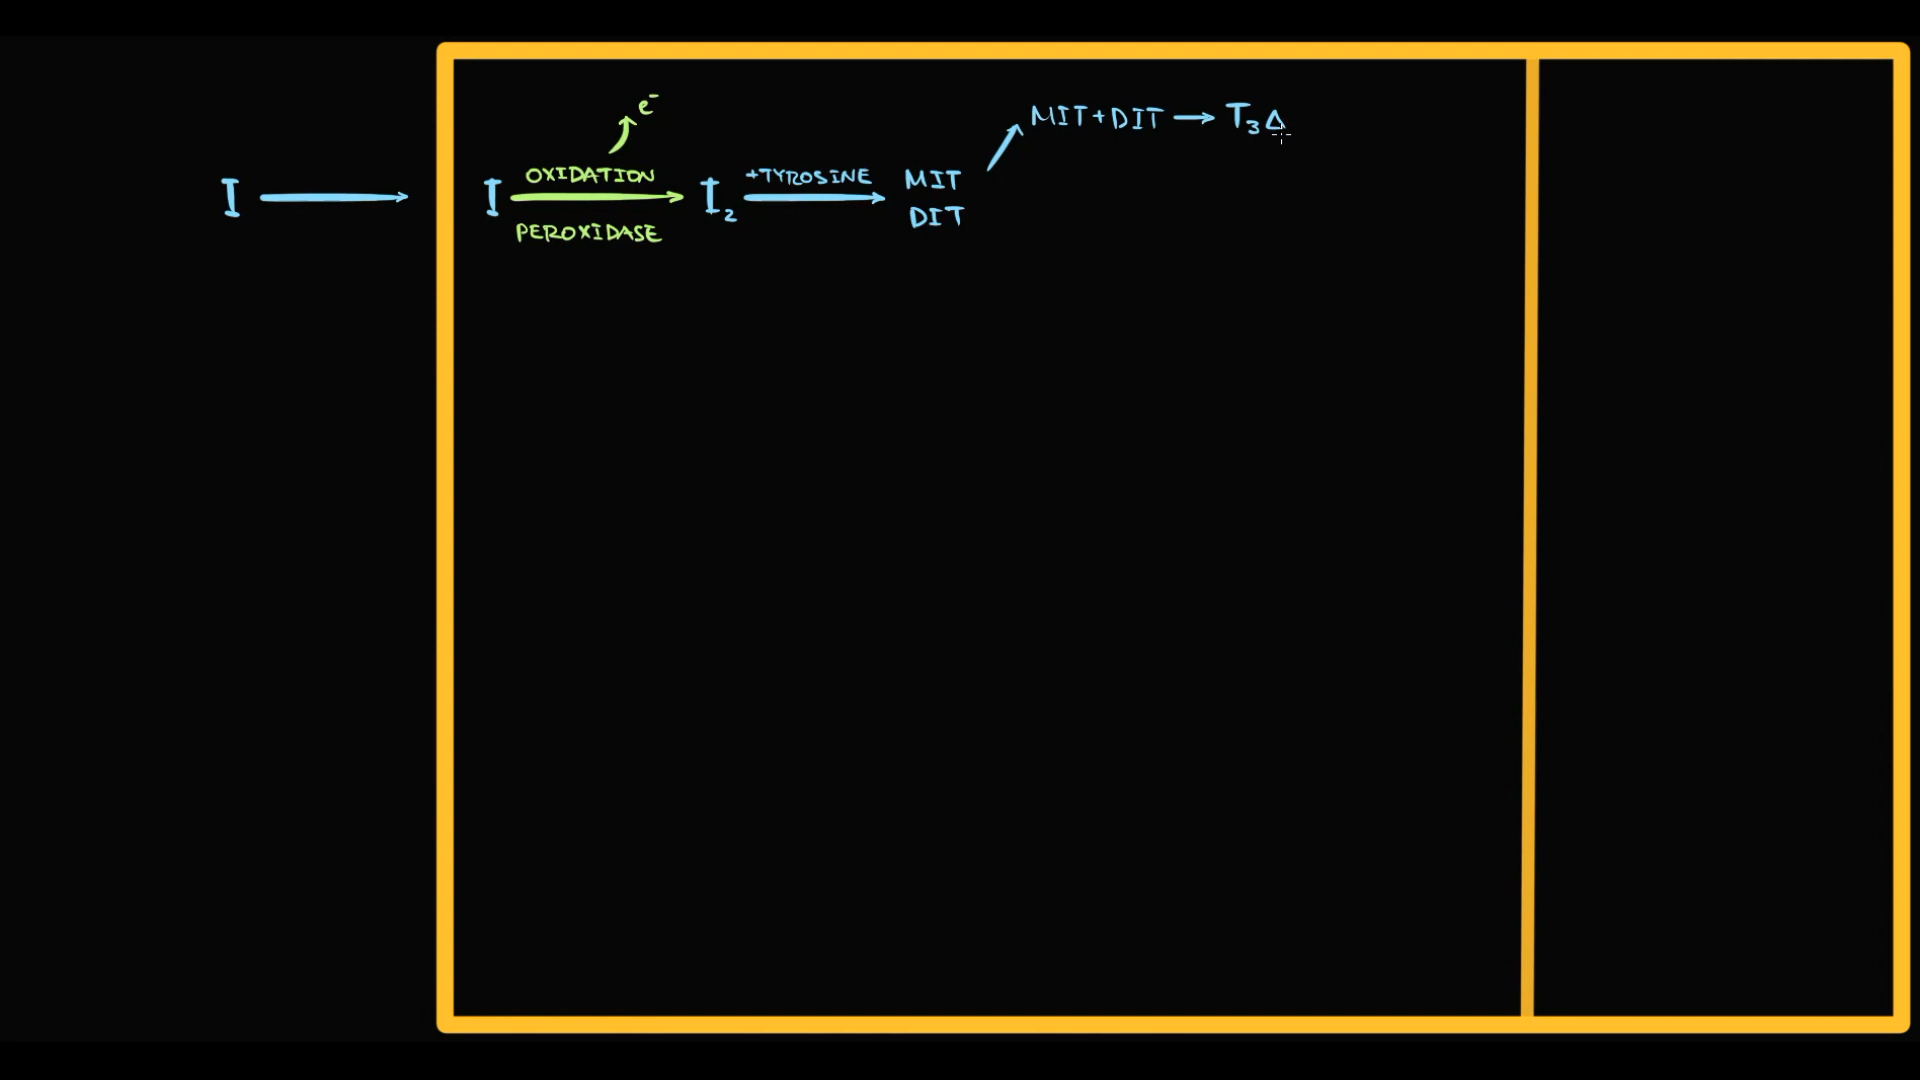 e⁻
MIT+DIT → T₃ Δ
I → I OXIDATION → I₂ +TYROSINE → MIT
PEROXIDASE DIT